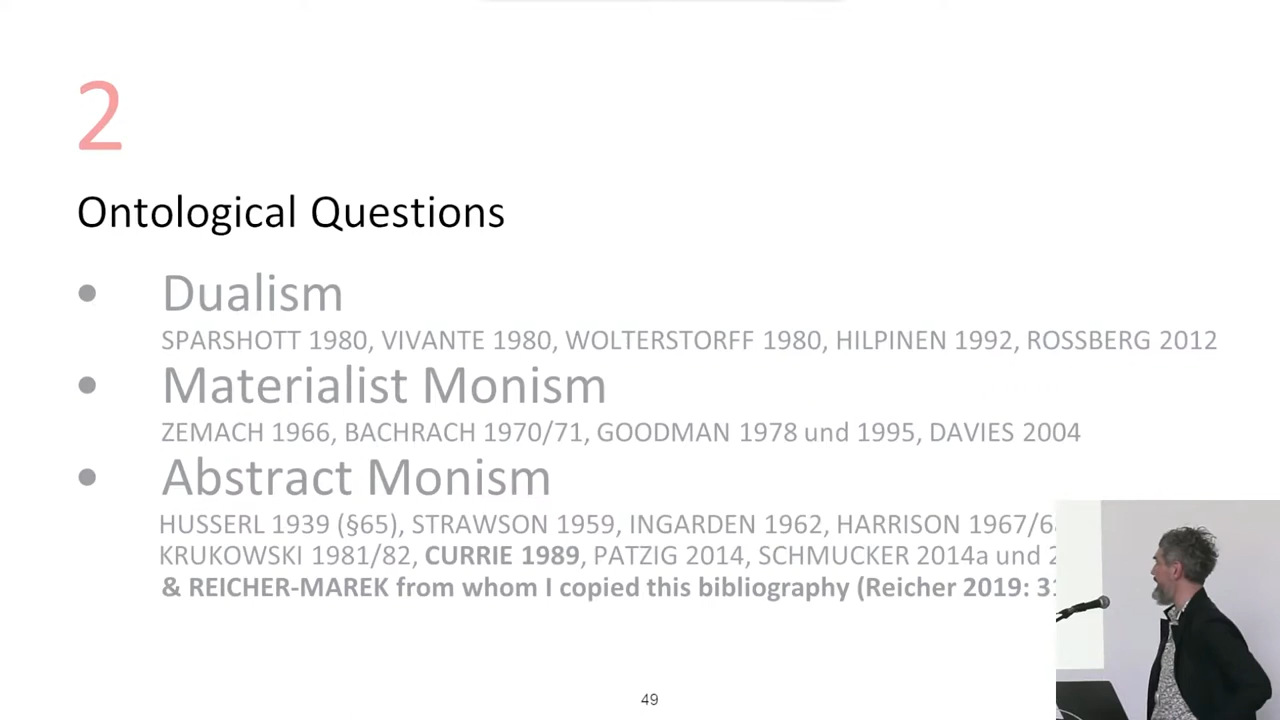 2
Ontological Questions
• Dualism
SPARSHOTT 1980, VIVANTE 1980, WOLTERSTORFF 1980, HILPINEN 1992, ROSSBERG 2012
• Materialist Monism
ZEMACH 1966, BACHRACH 1970/71, GOODMAN 1978 und 1995, DAVIES 2004
• Abstract Monism
HUSSERL 1939 (§65), STRAWSON 1959, INGARDEN 1962, HARRISON
KRUKOWSKI 1981/82, CURRIE 1989, PATZIG 2014, SCHMUCKER 2014a und
& REICHER-MAREK from whom I copied this bibliography (Reicher 2019:
49